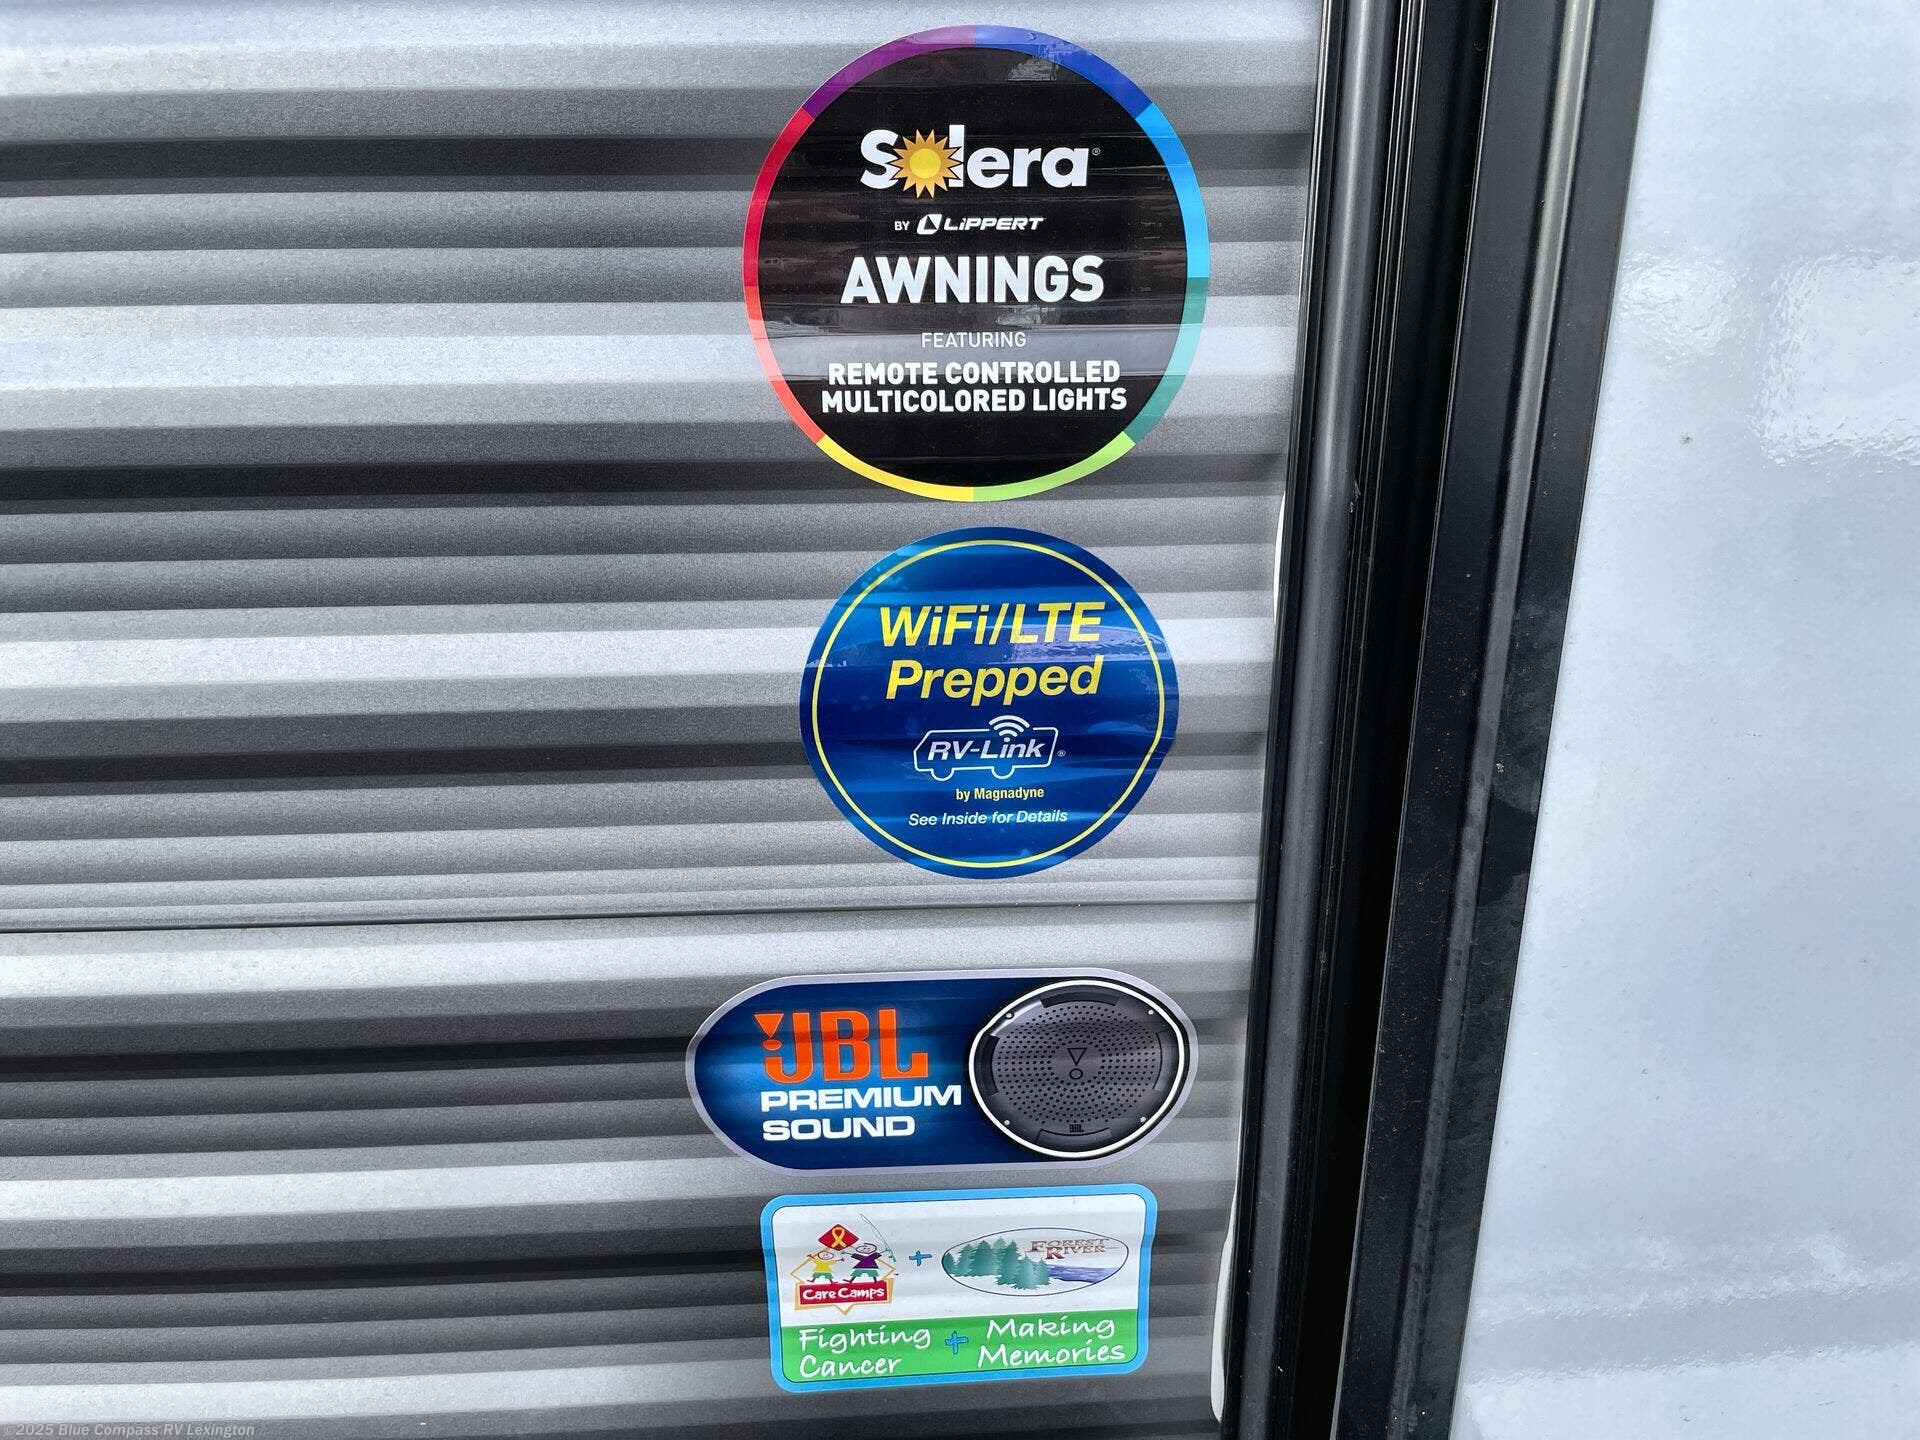 Solera®
BY LiPPERT
AWNINGS
FEATURING
REMOTE CONTROLLED
MULTICOLORED LIGHTS
WiFi/LTE
Prepped
RV-Link®
by Magnadyne
See Inside for Details
JBL
PREMIUM
SOUND
JBL
Care Camps
+
FOREST
RIVER
Fighting
Cancer
+
Making
Memories
©2025 Blue Compass RV Lexington